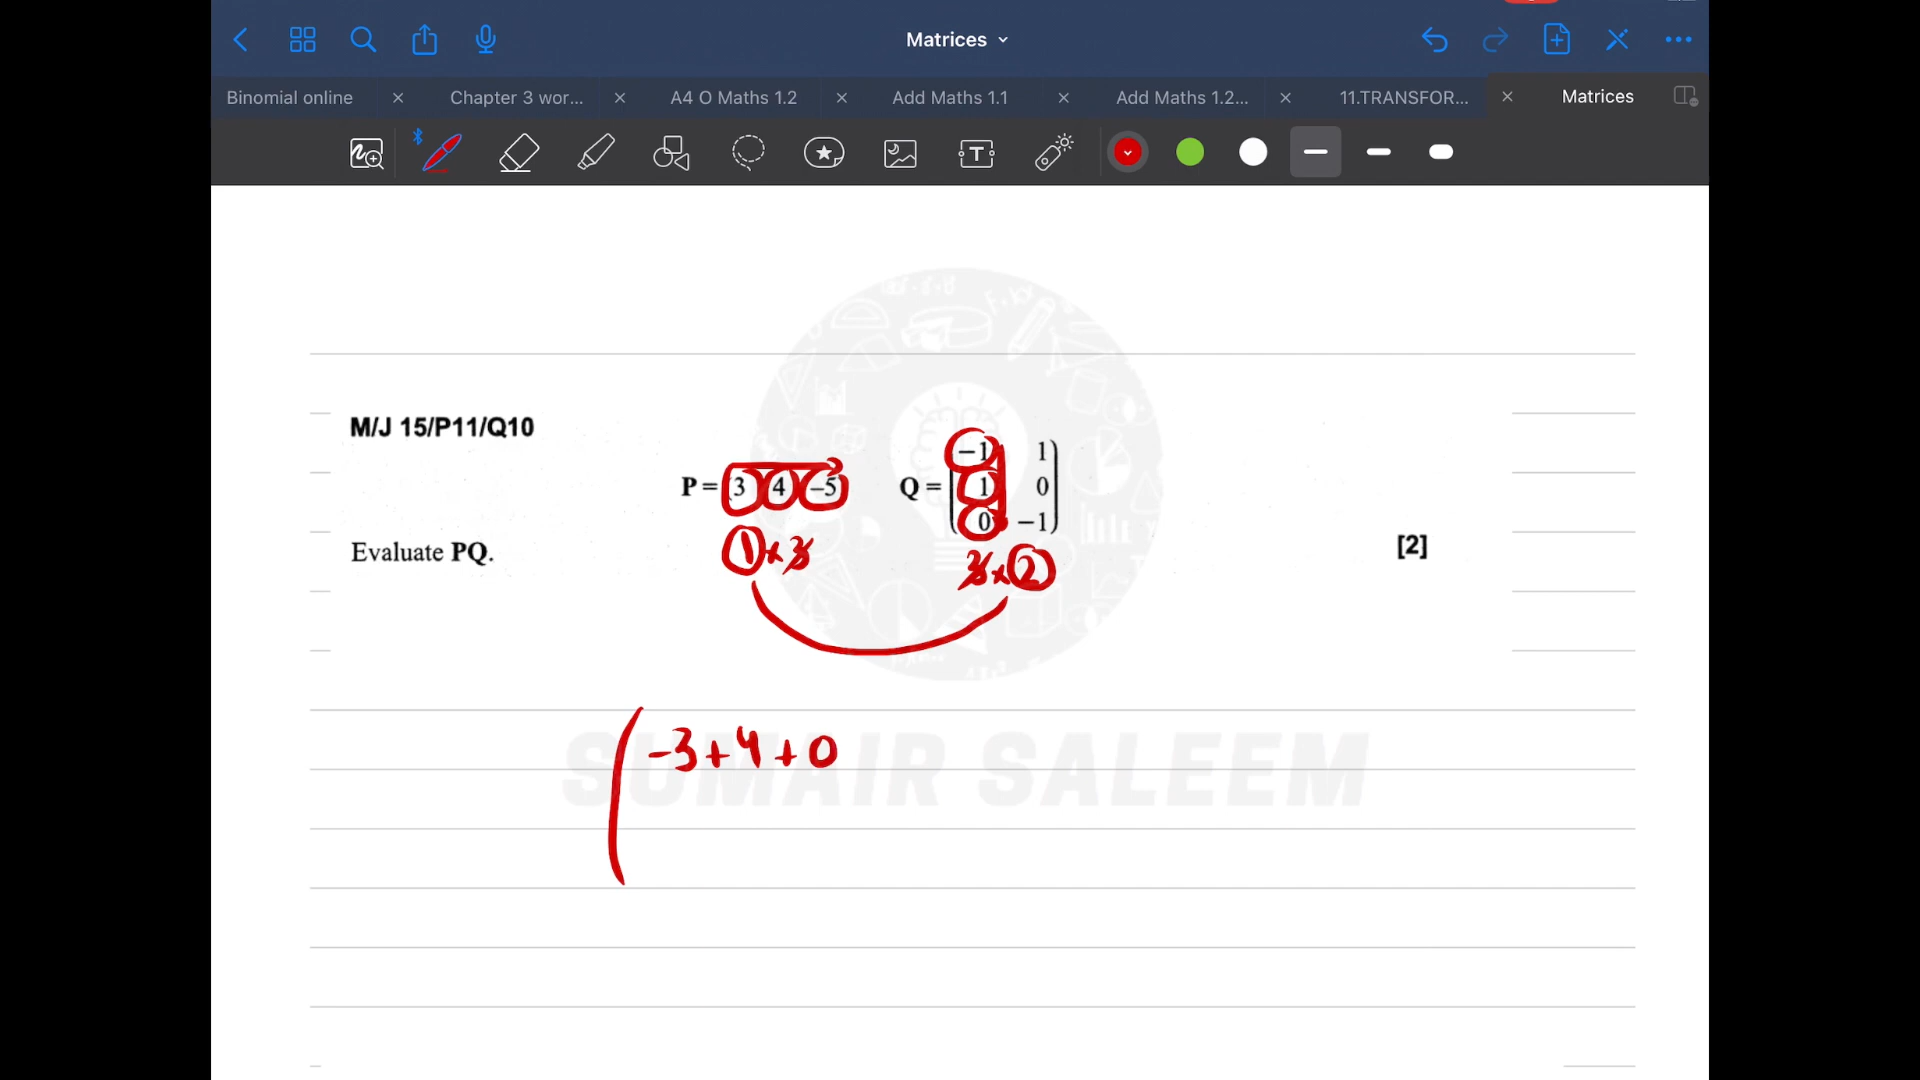 Matrices
Binomial online
Chapter 3 wor...
A4 O Maths 1.2
Add Maths 1.1
Add Maths 1.2...
11.TRANSFOR...
Matrices
M/J 15/P11/Q10
P = (3 4 −5) Q = (−1 1
1 0
0 −1)
1 × 3 3 × 2
Evaluate PQ.
[2]
(-3+4+0
SUMAIR SALEEM